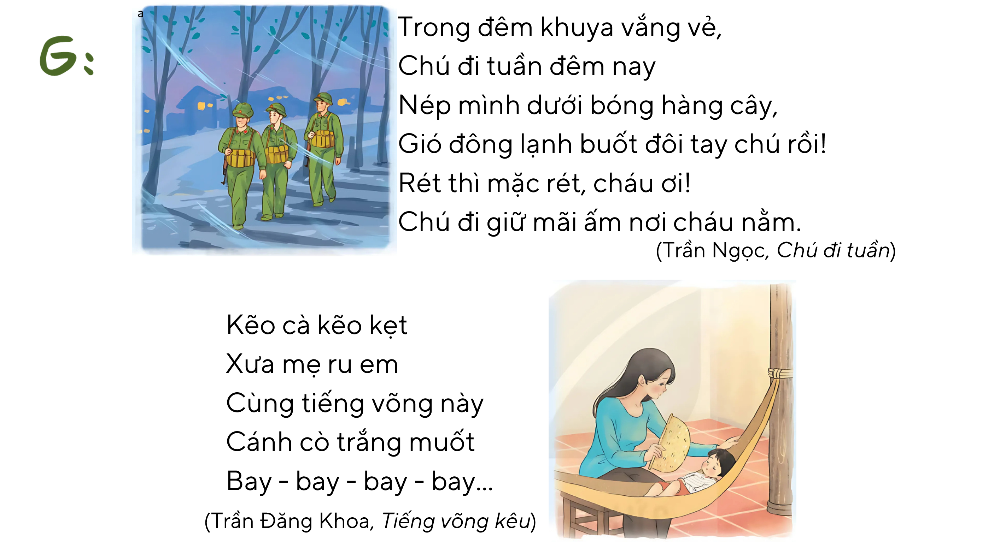 G:
a
Trong đêm khuya vắng vẻ,
Chú đi tuần đêm nay
Nép mình dưới bóng hàng cây,
Gió đông lạnh buốt đôi tay chú rồi!
Rét thì mặc rét, cháu ơi!
Chú đi giữ mãi ấm nơi cháu nằm.
(Trần Ngọc, Chú đi tuần)
Kẽo cà kẽo kẹt
Xưa mẹ ru em
Cùng tiếng võng này
Cánh cò trắng muốt
Bay - bay - bay - bay...
(Trần Đăng Khoa, Tiếng võng kêu)